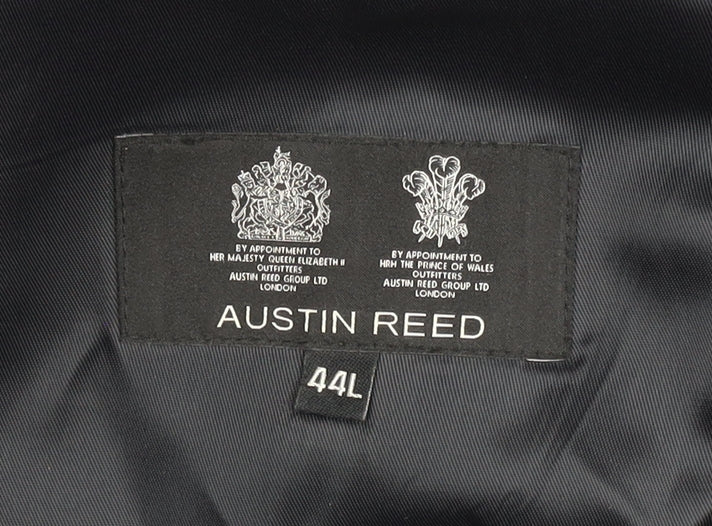 BY APPOINTMENT TO
HER MAJESTY QUEEN ELIZABETH II
OUTFITTERS
AUSTIN REED GROUP LTD
LONDON
BY APPOINTMENT TO
HRH THE PRINCE OF WALES
OUTFITTERS
AUSTIN REED GROUP LTD
LONDON
AUSTIN REED
44L